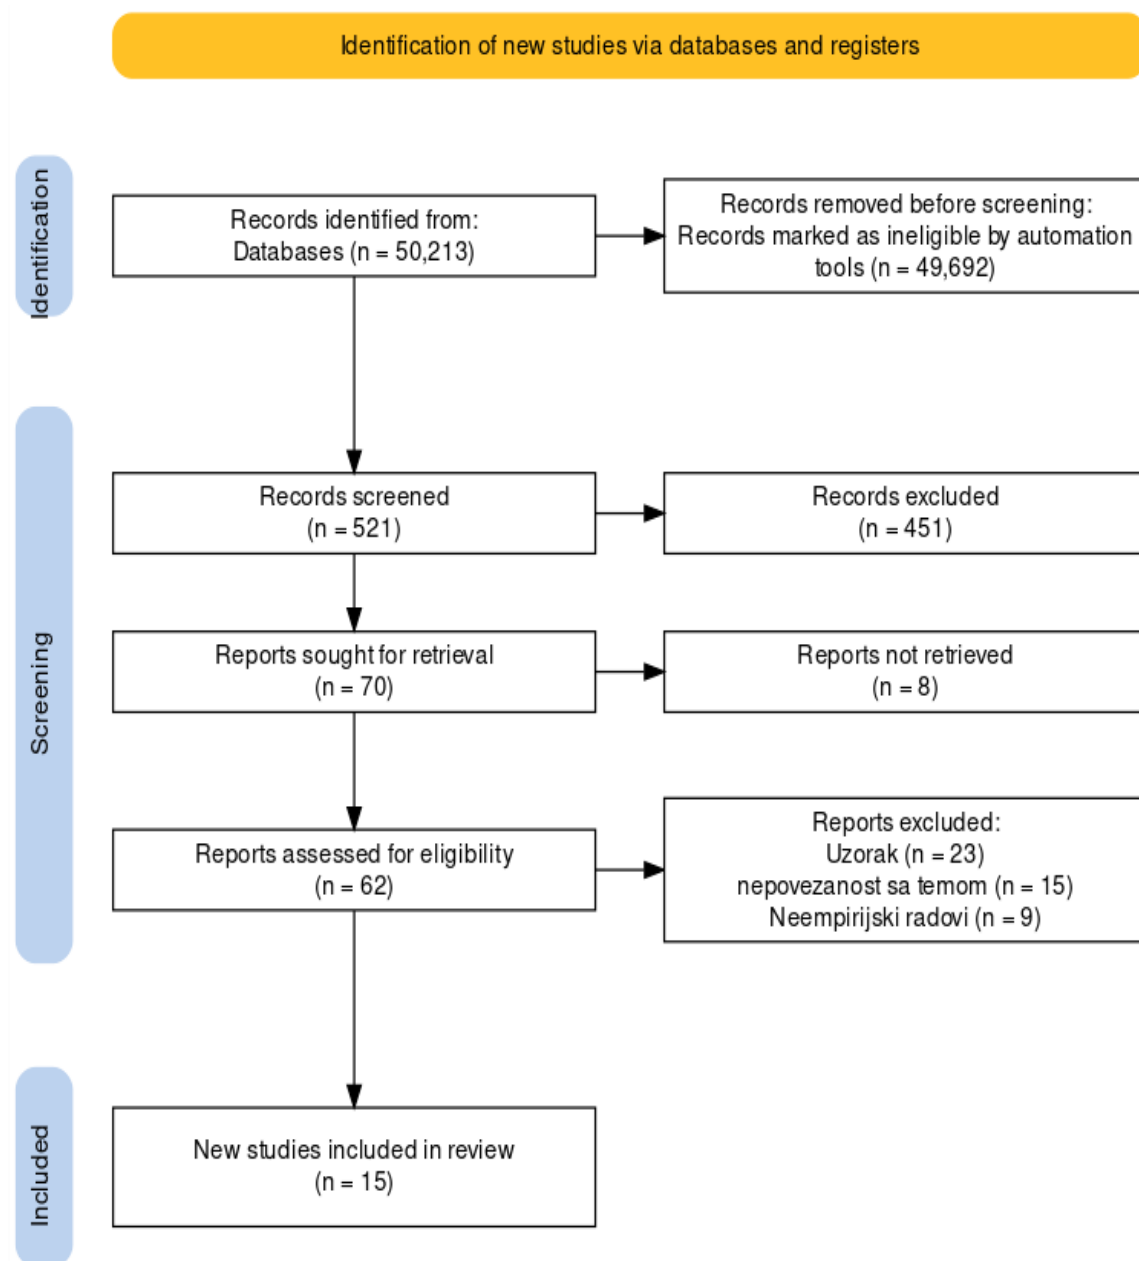 Identification of new studies via databases and registers
Identification
Records identified from:
Databases (n = 50,213)
Records removed before screening:
Records marked as ineligible by automation
tools (n = 49,692)
Screening
Records screened
(n = 521)
Records excluded
(n = 451)
Reports sought for retrieval
(n = 70)
Reports not retrieved
(n = 8)
Reports assessed for eligibility
(n = 62)
Reports excluded:
Uzorak (n = 23)
nepovezanost sa temom (n = 15)
Neempirijski radovi (n = 9)
Included
New studies included in review
(n = 15)